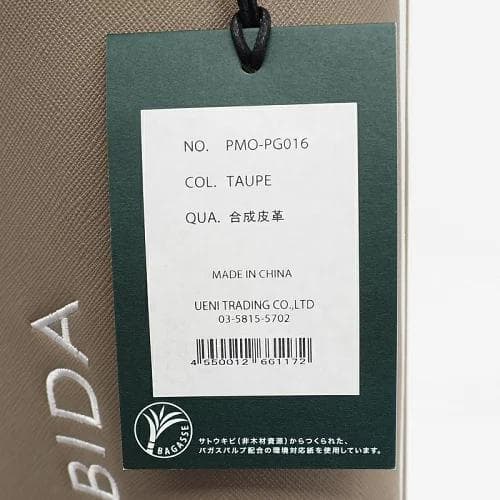 NO. PMO-PG016
COL. TAUPE
QUA. 合成皮革
MADE IN CHINA
UENI TRADING CO.,LTD
03-5815-5702
4 550012 661172
BAGASSE
サトウキビ(非木材資源)からつくられた、
バガスパルプ配合の環境対応紙を使用しています。
BIDA